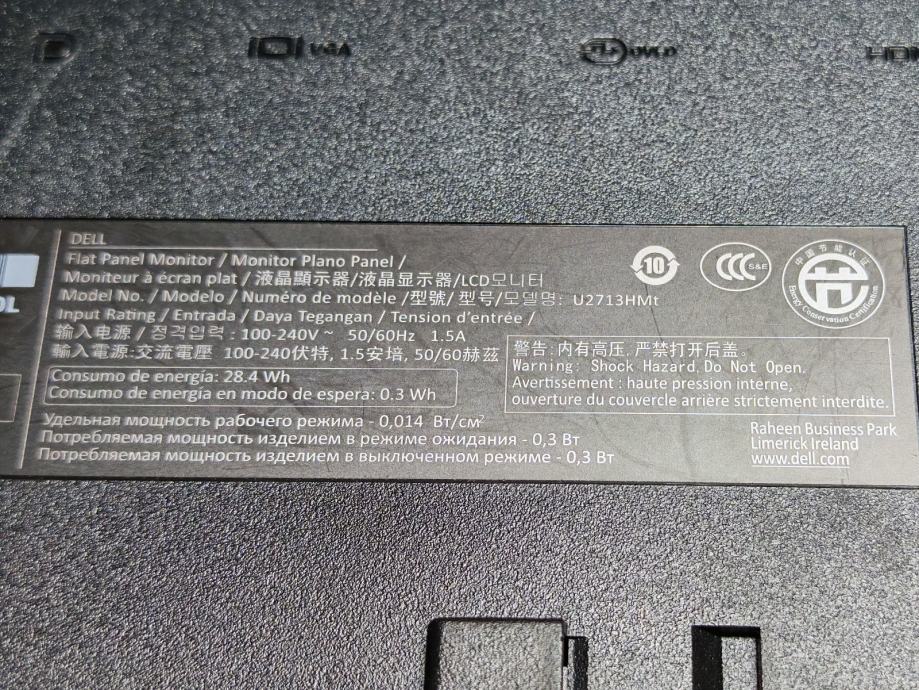 VGA
DVI-D
DELL
Flat Panel Monitor / Monitor Plano Panel /
Moniteur à écran plat / 液晶顯示器/液晶显示器/LCD모니터
Model No. / Modelo / Numéro de modèle /型號/ 型号/모델명: U2713HMt
Input Rating / Entrada / Daya Tegangan / Tension d'entrée /
输入电源 / 정격입력 : 100-240V ~ 50/60Hz 1.5A
輸入電源:交流電壓 100-240伏特, 1.5安培, 50/60赫茲
Consumo de energía: 28.4 Wh
Consumo de energía en modo de espera: 0.3 Wh
Удельная мощность рабочего режима - 0,014 Вт/см²
Потребляемая мощность изделием в режиме ожидания - 0,3 Вт
Потребляемая мощность изделием в выключенном режиме - 0,3 Вт
10
CCC S&E
中国节能认证
Energy Conservation Certification
警告: 内有高压, 严禁打开后盖。
Warning: Shock Hazard. Do Not Open.
Avertissement : haute pression interne,
ouverture du couvercle arrière strictement interdite.
Raheen Business Park
Limerick Ireland
www.dell.com